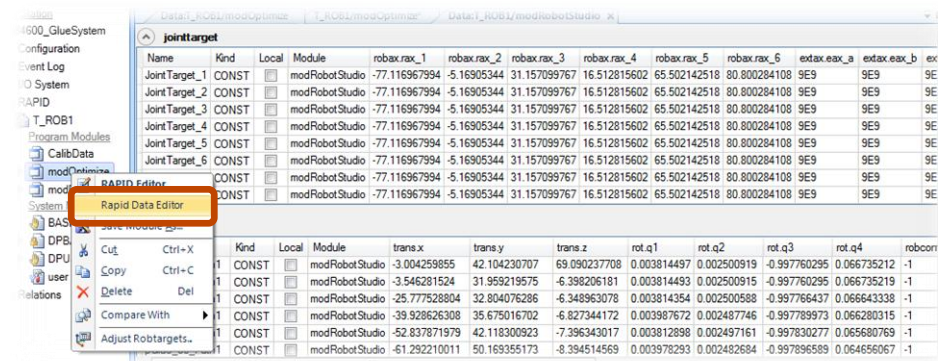 Data:T_ROB1/modOptimize T_ROB1/modOptimize* Data:T_ROB1/modRobotStudio
4600_GlueSystem
Configuration
Event Log
I/O System
RAPID
T_ROB1
Program Modules
CalibData
modOptimize
jointtarget
Name Kind Local Module robax.rax_1 robax.rax_2 robax.rax_3 robax.rax_4 robax.rax_5 robax.rax_6 extax.eax_a extax.eax_b
JointTarget_1 CONST modRobotStudio -77.116967994 -5.16905344 31.157099767 16.512815602 65.502142518 80.800284108 9E9 9E9
JointTarget_2 CONST modRobotStudio -77.116967994 -5.16905344 31.157099767 16.512815602 65.502142518 80.800284108 9E9 9E9
JointTarget_3 CONST modRobotStudio -77.116967994 -5.16905344 31.157099767 16.512815602 65.502142518 80.800284108 9E9 9E9
JointTarget_4 CONST modRobotStudio -77.116967994 -5.16905344 31.157099767 16.512815602 65.502142518 80.800284108 9E9 9E9
JointTarget_5 CONST modRobotStudio -77.116967994 -5.16905344 31.157099767 16.512815602 65.502142518 80.800284108 9E9 9E9
JointTarget_6 CONST modRobotStudio -77.116967994 -5.16905344 31.157099767 16.512815602 65.502142518 80.800284108 9E9 9E9
CONST modRobotStudio -77.116967994 -5.16905344 31.157099767 16.512815602 65.502142518 80.800284108 9E9 9E9
CONST modRobotStudio -77.116967994 -5.16905344 31.157099767 16.512815602 65.502142518 80.800284108 9E9 9E9
RAPID Editor
Rapid Data Editor
Save Module As...
Cut Ctrl+X
Copy Ctrl+C
Delete Del
Compare With
Adjust Robtargets..
user
Relations
Kind Local Module trans.x trans.y trans.z rot.q1 rot.q2 rot.q3 rot.q4
CONST modRobotStudio -3.004259855 42.104230707 69.090237708 0.003814497 0.002500919 -0.997760295 0.066735212 -1
CONST modRobotStudio -3.546281524 31.959219575 -6.398206181 0.003814493 0.002500915 -0.997760295 0.066735219 -1
CONST modRobotStudio -25.777528804 32.804076286 -6.348963078 0.003814354 0.002500588 -0.997766437 0.066643338 -1
CONST modRobotStudio -39.928626308 35.675016702 -6.827344172 0.003987672 0.002487746 -0.997789973 0.066280315 -1
CONST modRobotStudio -52.837871979 42.118300923 -7.396343017 0.003812898 0.002497161 -0.997830277 0.065680769 -1
CONST modRobotStudio -61.292210011 50.169355173 -8.394514569 0.003978293 0.002482684 -0.997896589 0.064656067 -1